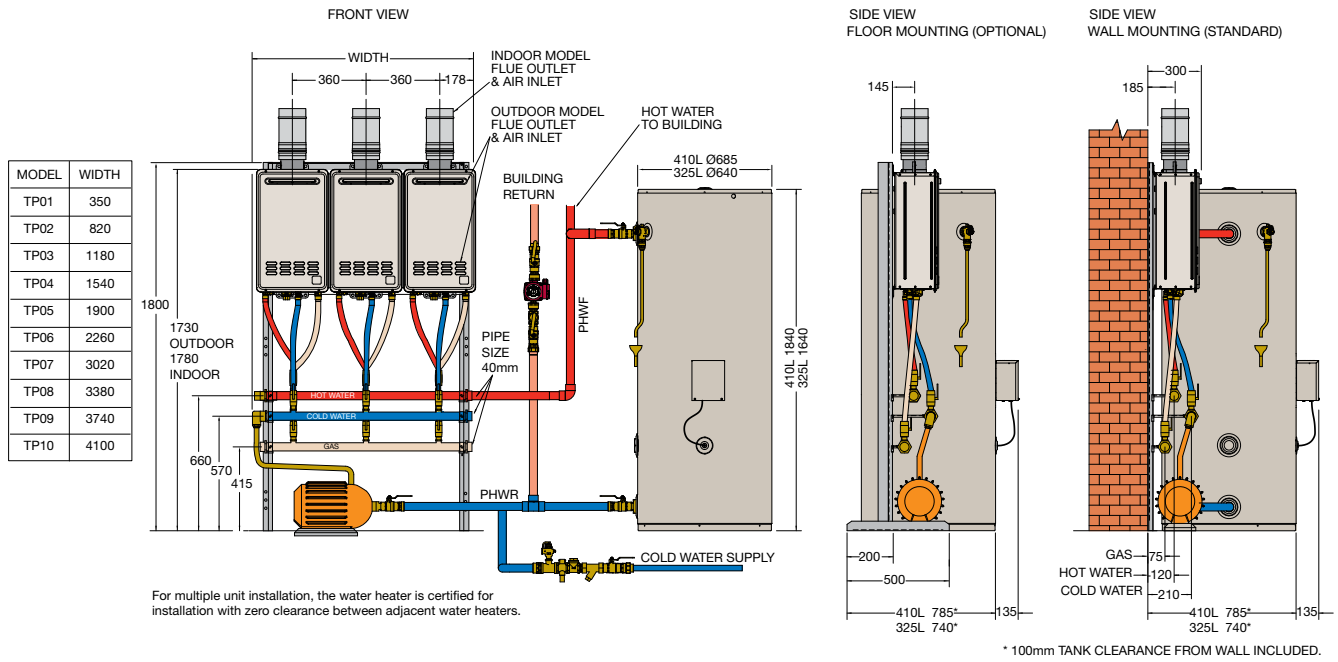 FRONT VIEW
SIDE VIEW
FLOOR MOUNTING (OPTIONAL)
SIDE VIEW
WALL MOUNTING (STANDARD)
WIDTH
360
360
178
INDOOR MODEL
FLUE OUTLET
& AIR INLET
OUTDOOR MODEL
FLUE OUTLET
& AIR INLET
HOT WATER
TO BUILDING
BUILDING
RETURN
410L Ø685
325L Ø640
145
300
185
MODEL WIDTH
TP01 350
TP02 820
TP03 1180
TP04 1540
TP05 1900
TP06 2260
TP07 3020
TP08 3380
TP09 3740
TP10 4100
1800
1730
OUTDOOR
1780
INDOOR
PIPE
SIZE
40mm
PHWF
410L 1840
325L 1640
HOT WATER
COLD WATER
GAS
660
570
415
PHWR
COLD WATER SUPPLY
For multiple unit installation, the water heater is certified for
installation with zero clearance between adjacent water heaters.
200
500
410L 785*
325L 740*
135
GAS 75
HOT WATER 120
COLD WATER 210
410L 785*
325L 740*
135
* 100mm TANK CLEARANCE FROM WALL INCLUDED.